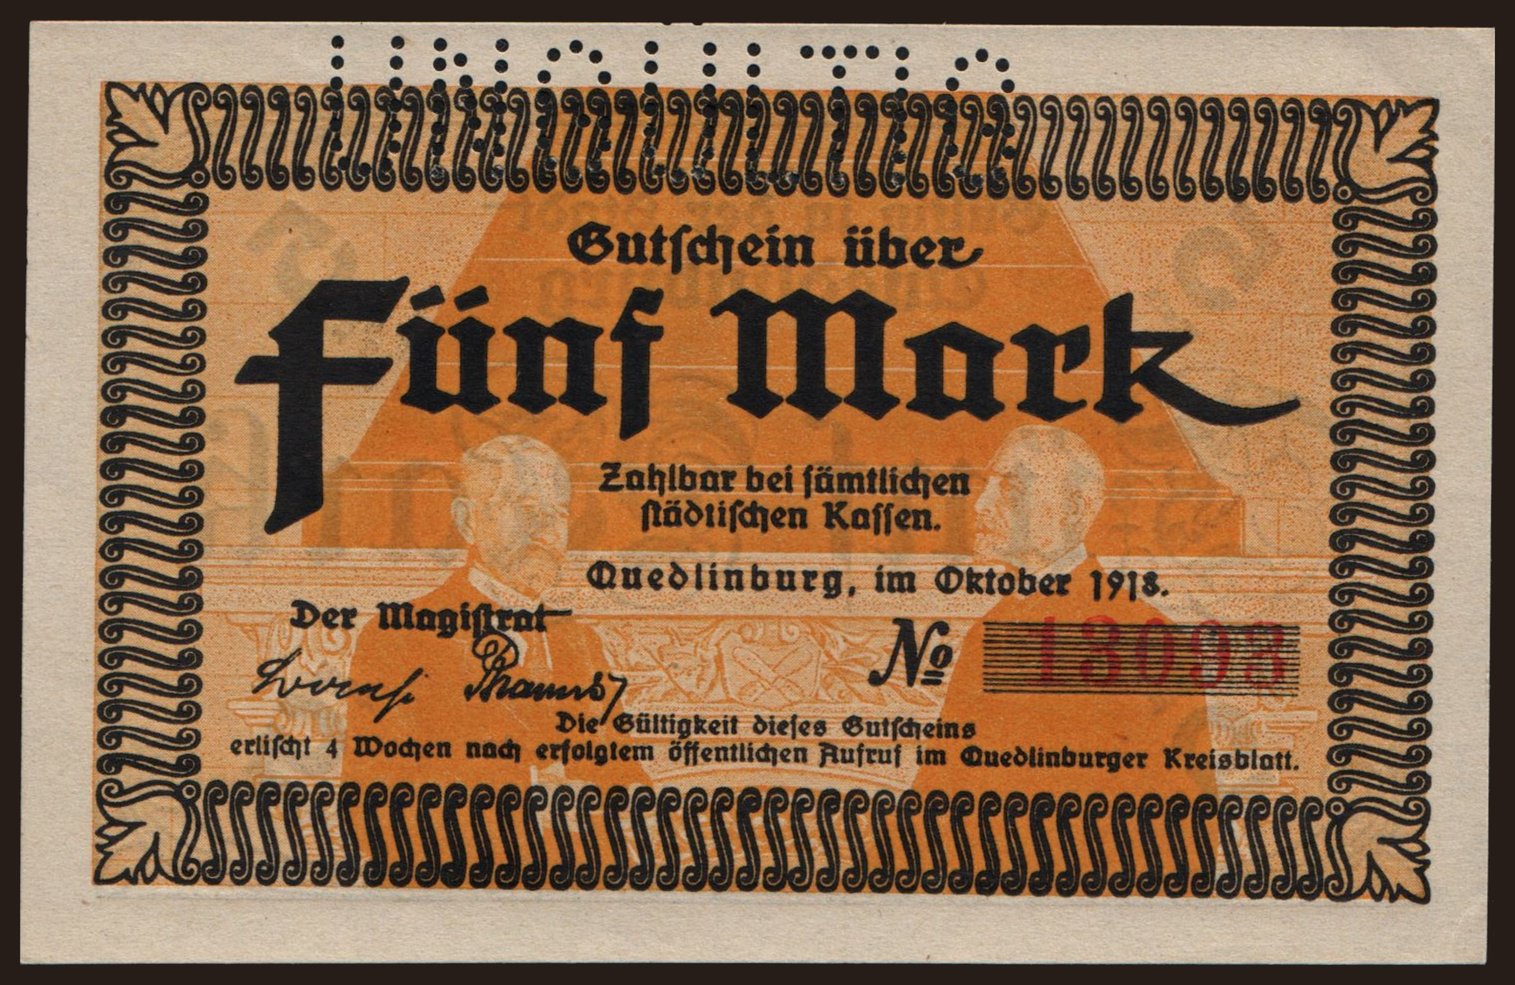 UNGÜLTIG
Gutschein über
Fünf Mark
Zahlbar bei sämtlichen
städtischen Kassen.
Quedlinburg, im Oktober 1918.
Der Magistrat
№ 13093
Die Gültigkeit dieses Gutscheins
erlischt 4 Wochen nach erfolgtem öffentlichen Aufruf im Quedlinburger Kreisblatt.